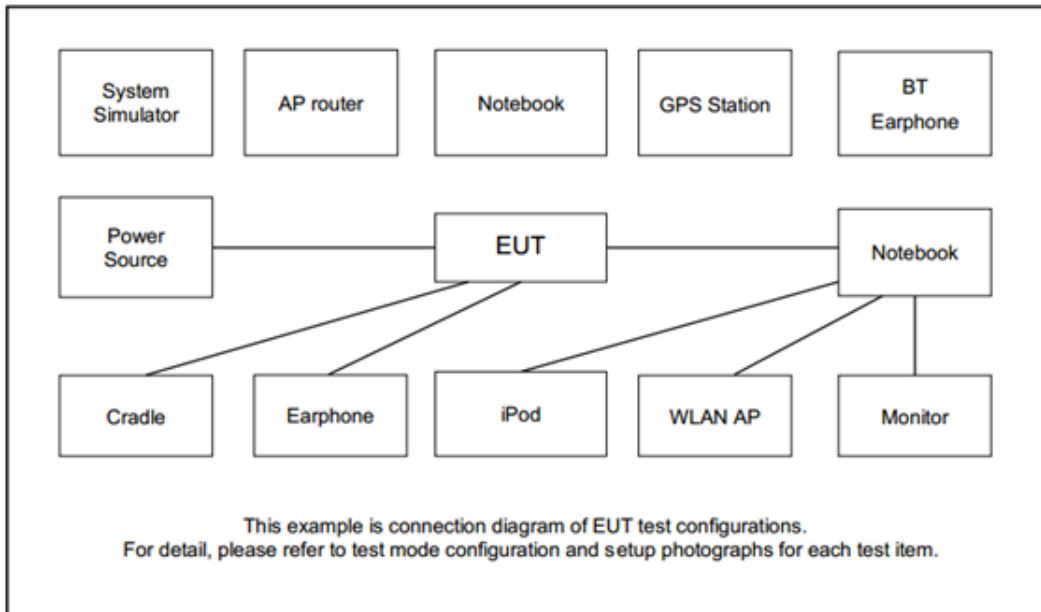 System
Simulator
AP router
Notebook
GPS Station
BT
Earphone
Power
Source
EUT
Notebook
Cradle
Earphone
iPod
WLAN AP
Monitor
This example is connection diagram of EUT test configurations.
For detail, please refer to test mode configuration and setup photographs for each test item.